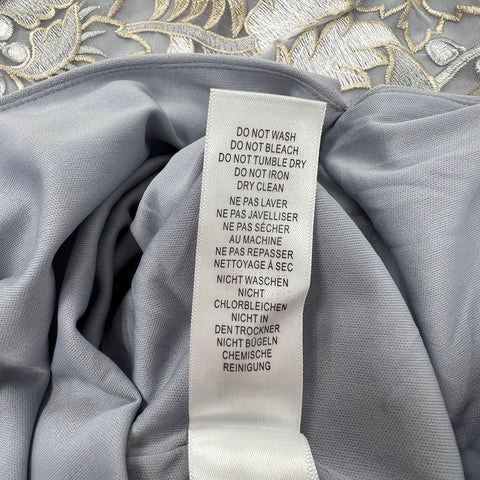 DO NOT WASH
DO NOT BLEACH
DO NOT TUMBLE DRY
DO NOT IRON
DRY CLEAN
NE PAS LAVER
NE PAS JAVELLISER
NE PAS SÉCHER
AU MACHINE
NE PAS REPASSER
NETTOYAGE À SEC
NICHT WASCHEN
NICHT
CHLORBLEICHEN
NICHT IN
DEN TROCKNER
NICHT BÜGELN
CHEMISCHE
REINIGUNG